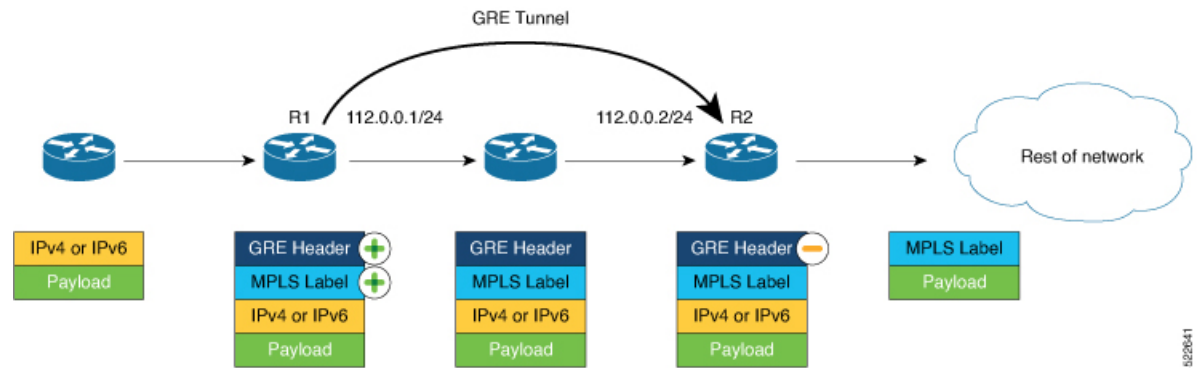 GRE Tunnel
R1
112.0.0.1/24
112.0.0.2/24
R2
Rest of network
IPv4 or IPv6
Payload
GRE Header
MPLS Label
IPv4 or IPv6
Payload
GRE Header
MPLS Label
IPv4 or IPv6
Payload
GRE Header
MPLS Label
IPv4 or IPv6
Payload
MPLS Label
Payload
522641